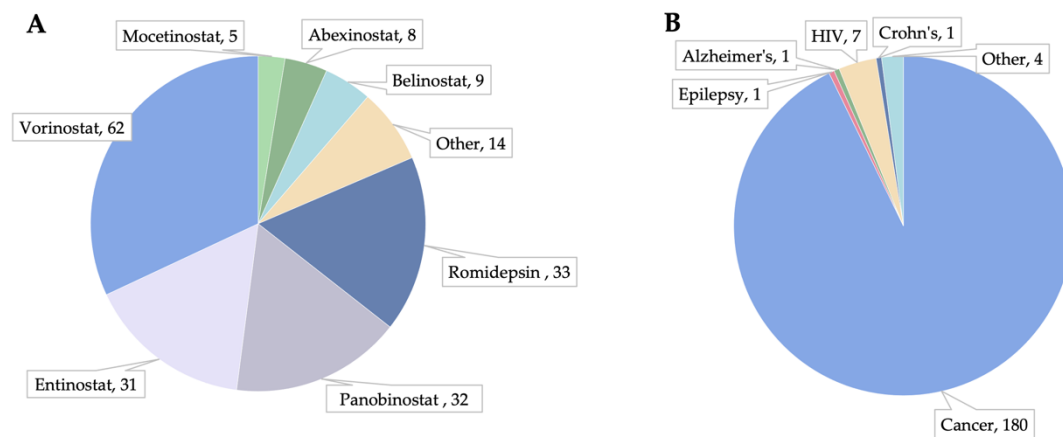 A
Mocetinostat, 5
Abexinostat, 8
Belinostat, 9
Vorinostat, 62
Other, 14
Romidepsin , 33
Entinostat, 31
Panobinostat , 32
B
HIV, 7
Crohn's, 1
Alzheimer's, 1
Other, 4
Epilepsy, 1
Cancer, 180